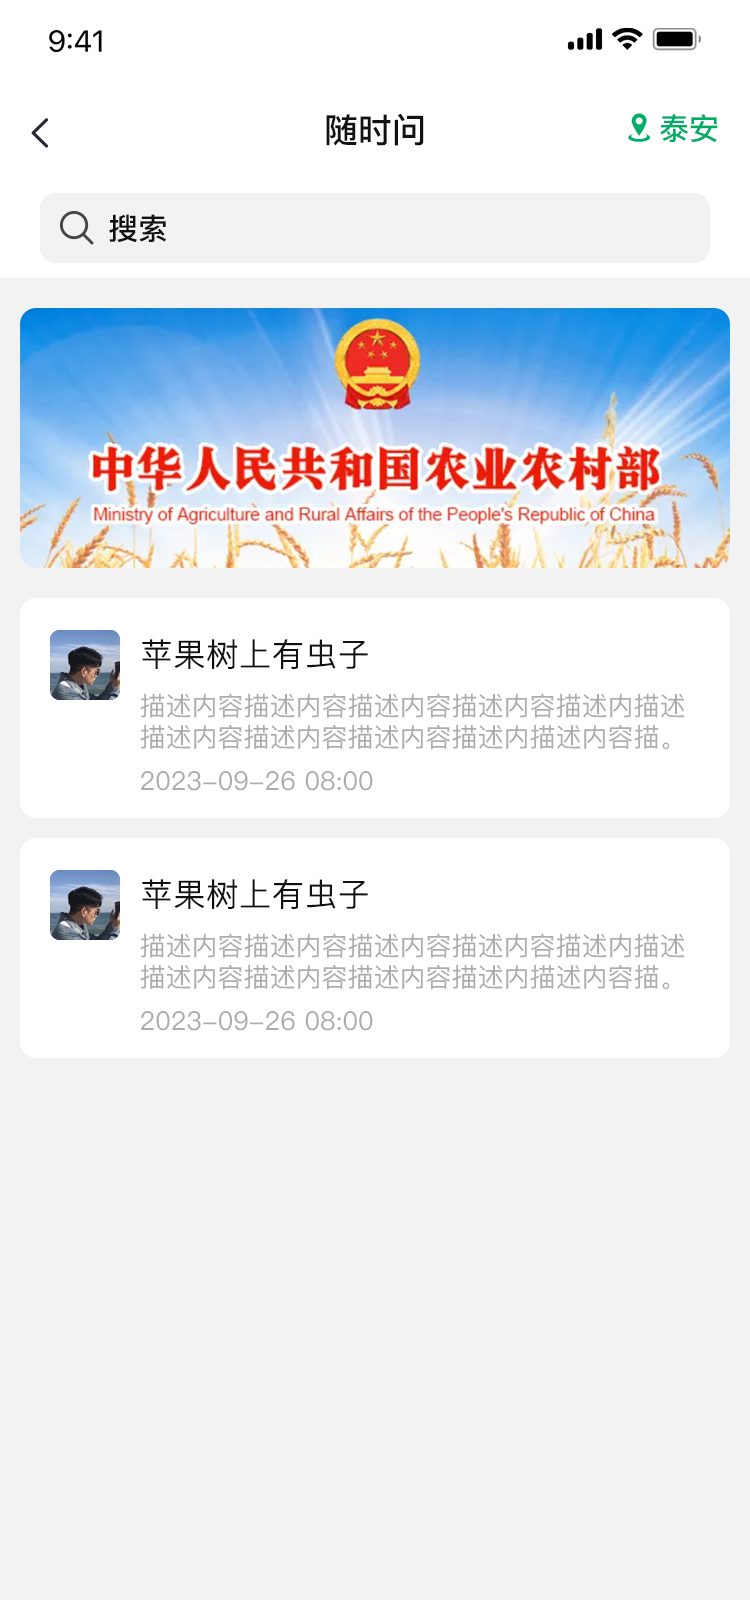 9:41
随时问
泰安
搜索
中华人民共和国农业农村部
Ministry of Agriculture and Rural Affairs of the People's Republic of China
苹果树上有虫子
描述内容描述内容描述内容描述内容描述内描述
描述内容描述内容描述内容描述内描述内容描。
2023-09-26 08:00
苹果树上有虫子
描述内容描述内容描述内容描述内容描述内描述
描述内容描述内容描述内容描述内描述内容描。
2023-09-26 08:00